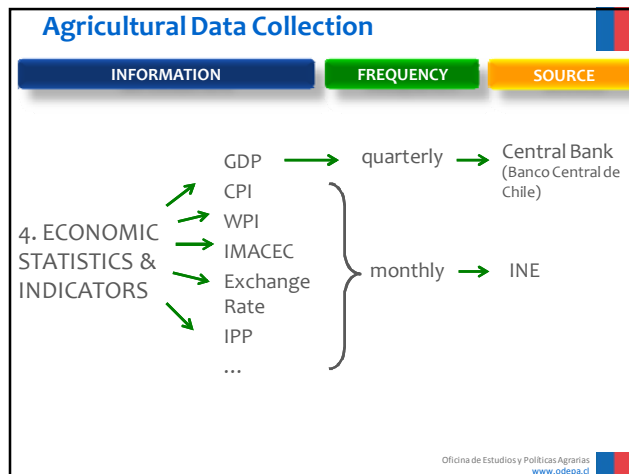 Agricultural Data Collection
INFORMATION
FREQUENCY
SOURCE
4. ECONOMIC
STATISTICS &
INDICATORS
GDP
CPI
WPI
IMACEC
Exchange
Rate
IPP
...
quarterly
monthly
Central Bank
(Banco Central de
Chile)
INE
Oficina de Estudios y Políticas Agrarias
www.odepa.cl